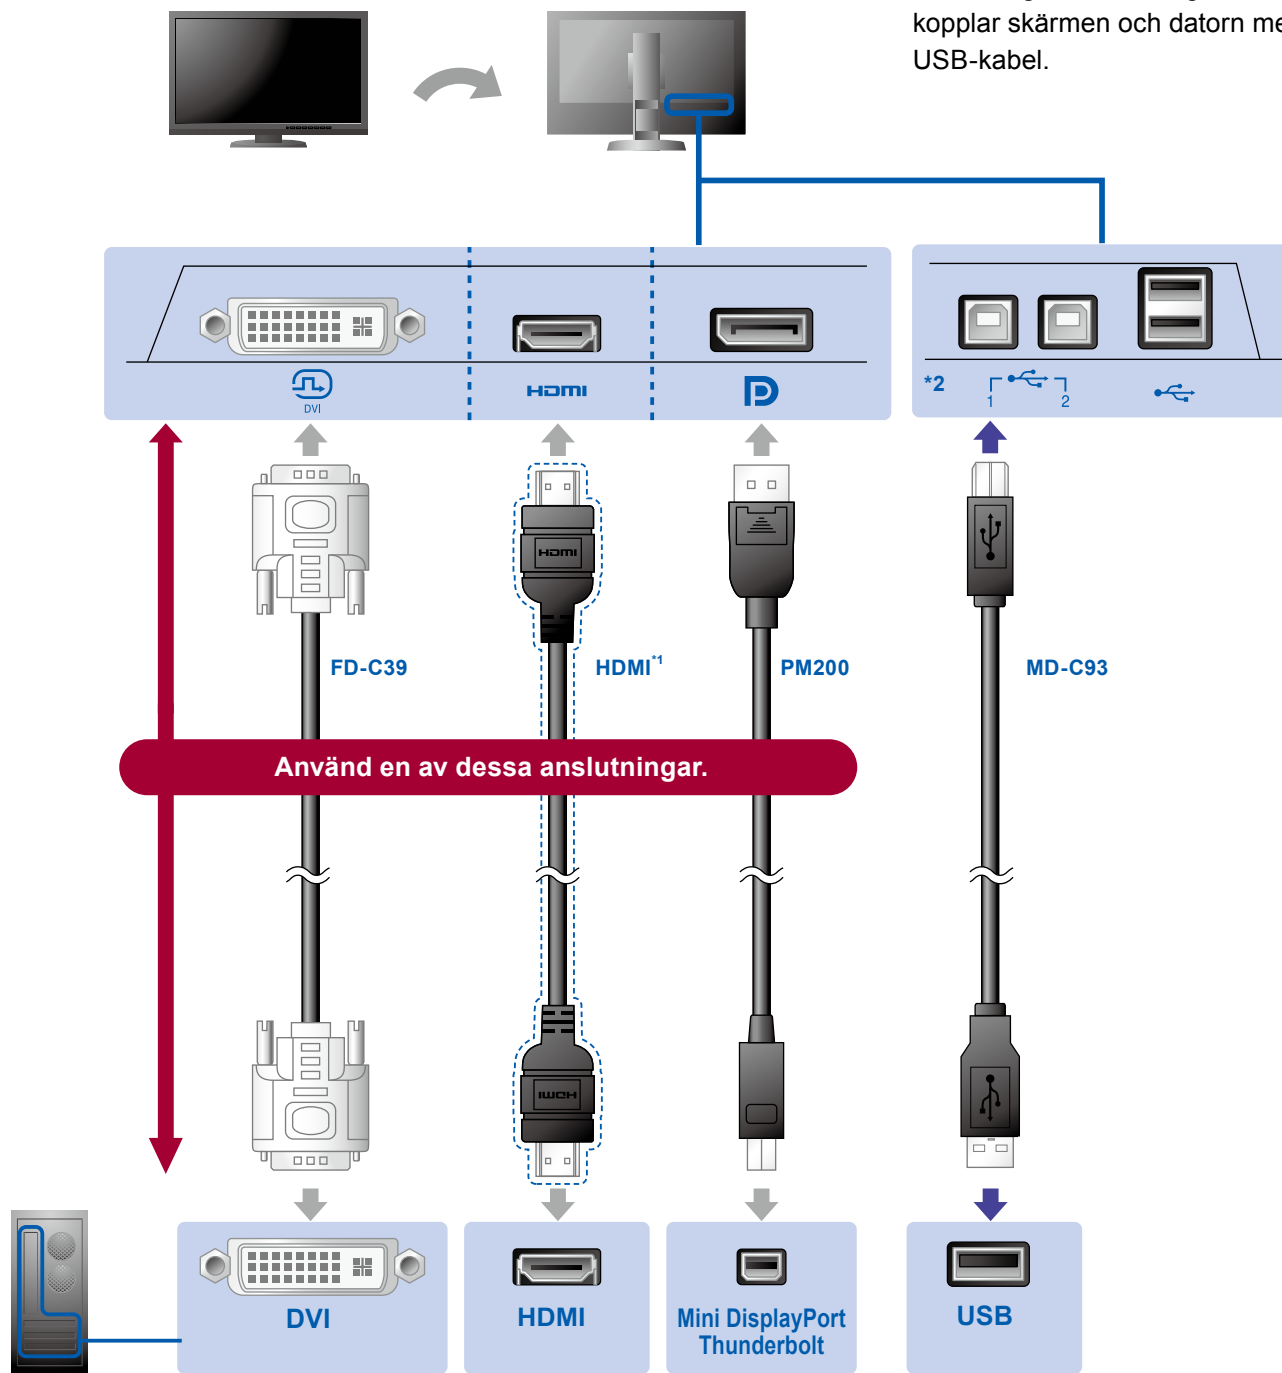 kopplar skärmen och datorn me
USB-kabel.
DVI
HDMI
*2
1
2
HDMI
FD-C39
HDMI*1
PM200
MD-C93
Använd en av dessa anslutningar.
HDMI
DVI
HDMI
Mini DisplayPort
Thunderbolt
USB